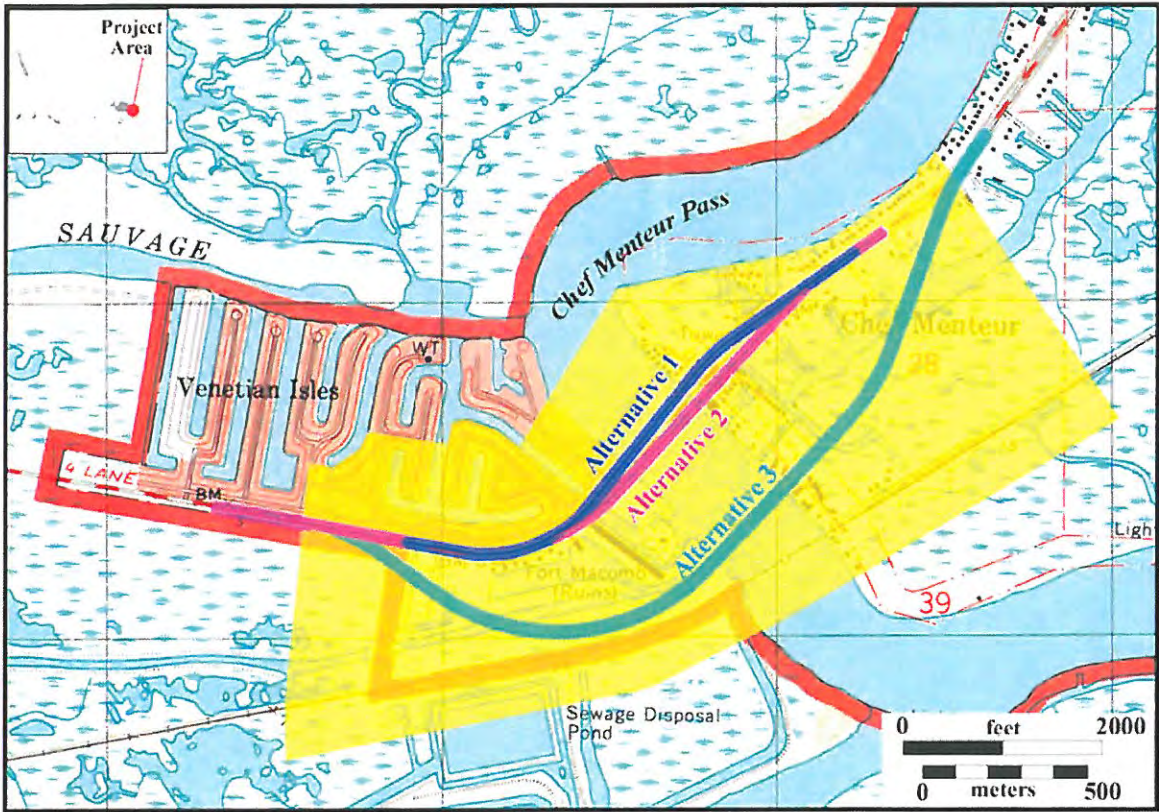 Project
Area
SAUVAGE
Chef Menteur Pass
WT
Venetian Isles
4 LANE
BM
Alternative 1
Alternative 2
Alternative 3
Chef Menteur
38
Fort Macomb
(Ruins)
Light
39
Sewage Disposal
Pond
0 feet 2000
0 meters 500